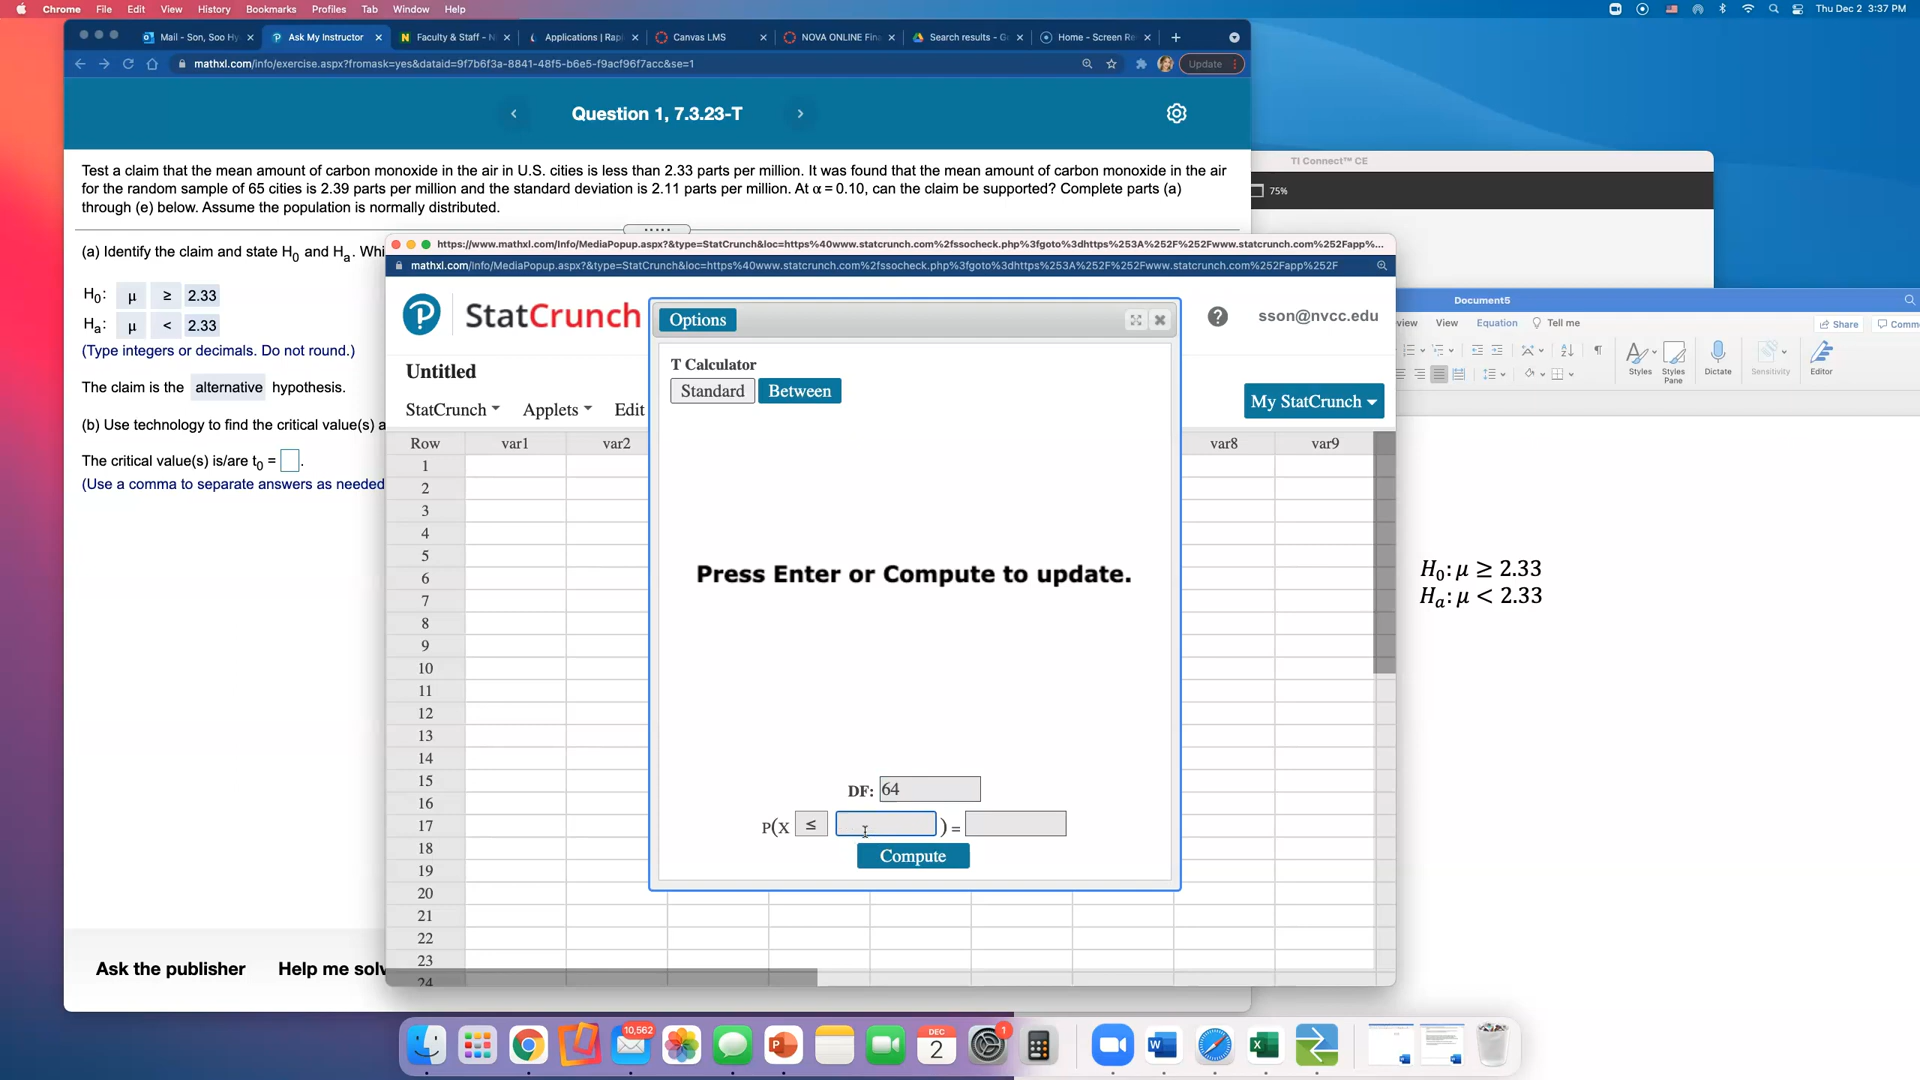 Chrome File Edit View History Bookmarks Profiles Tab Window Help Thu Dec 2 3:37 PM
Mail - Son, Soo Hy Ask My Instructor Faculty & Staff - N Applications | Rapi Canvas LMS NOVA ONLINE Fina Search results - G Home - Screen Re
mathxl.com/info/exercise.aspx?fromask=yes&dataid=9f7b6f3a-8841-48f5-b6e5-f9acf96f7acc&se=1 Update
Question 1, 7.3.23-T
Test a claim that the mean amount of carbon monoxide in the air in U.S. cities is less than 2.33 parts per million. It was found that the mean amount of carbon monoxide in the air
for the random sample of 65 cities is 2.39 parts per million and the standard deviation is 2.11 parts per million. At α = 0.10, can the claim be supported? Complete parts (a)
through (e) below. Assume the population is normally distributed.
(a) Identify the claim and state H0 and Ha. Whi
H0: μ ≥ 2.33
Ha: μ < 2.33
(Type integers or decimals. Do not round.)
The claim is the alternative hypothesis.
(b) Use technology to find the critical value(s) a
The critical value(s) is/are t0 = .
(Use a comma to separate answers as needed
Ask the publisher Help me solv
https://www.mathxl.com/Info/MediaPopup.aspx?&type=StatCrunch&loc=https%40www.statcrunch.com%2fssocheck.php%3fgoto%3dhttps%253A%252F%252Fwww.statcrunch.com%252Fapp%...
mathxl.com/Info/MediaPopup.aspx?&type=StatCrunch&loc=https%40www.statcrunch.com%2fssocheck.php%3fgoto%3dhttps%253A%252F%252Fwww.statcrunch.com%252Fapp%252F
P StatCrunch
? sson@nvcc.edu
Untitled
StatCrunch Applets Edit
My StatCrunch
Row var1 var2 var8 var9
1
2
3
4
5
6
7
8
9
10
11
12
13
14
15
16
17
18
19
20
21
22
23
24
Options
T Calculator
Standard Between
Press Enter or Compute to update.
DF: 64
P(X ≤ ) =
Compute
TI Connect™ CE
75%
Document5
view View Equation Tell me Share Comm
Styles Styles Pane Dictate Sensitivity Editor
H0: μ ≥ 2.33
Ha: μ < 2.33
10,562
DEC
2
1